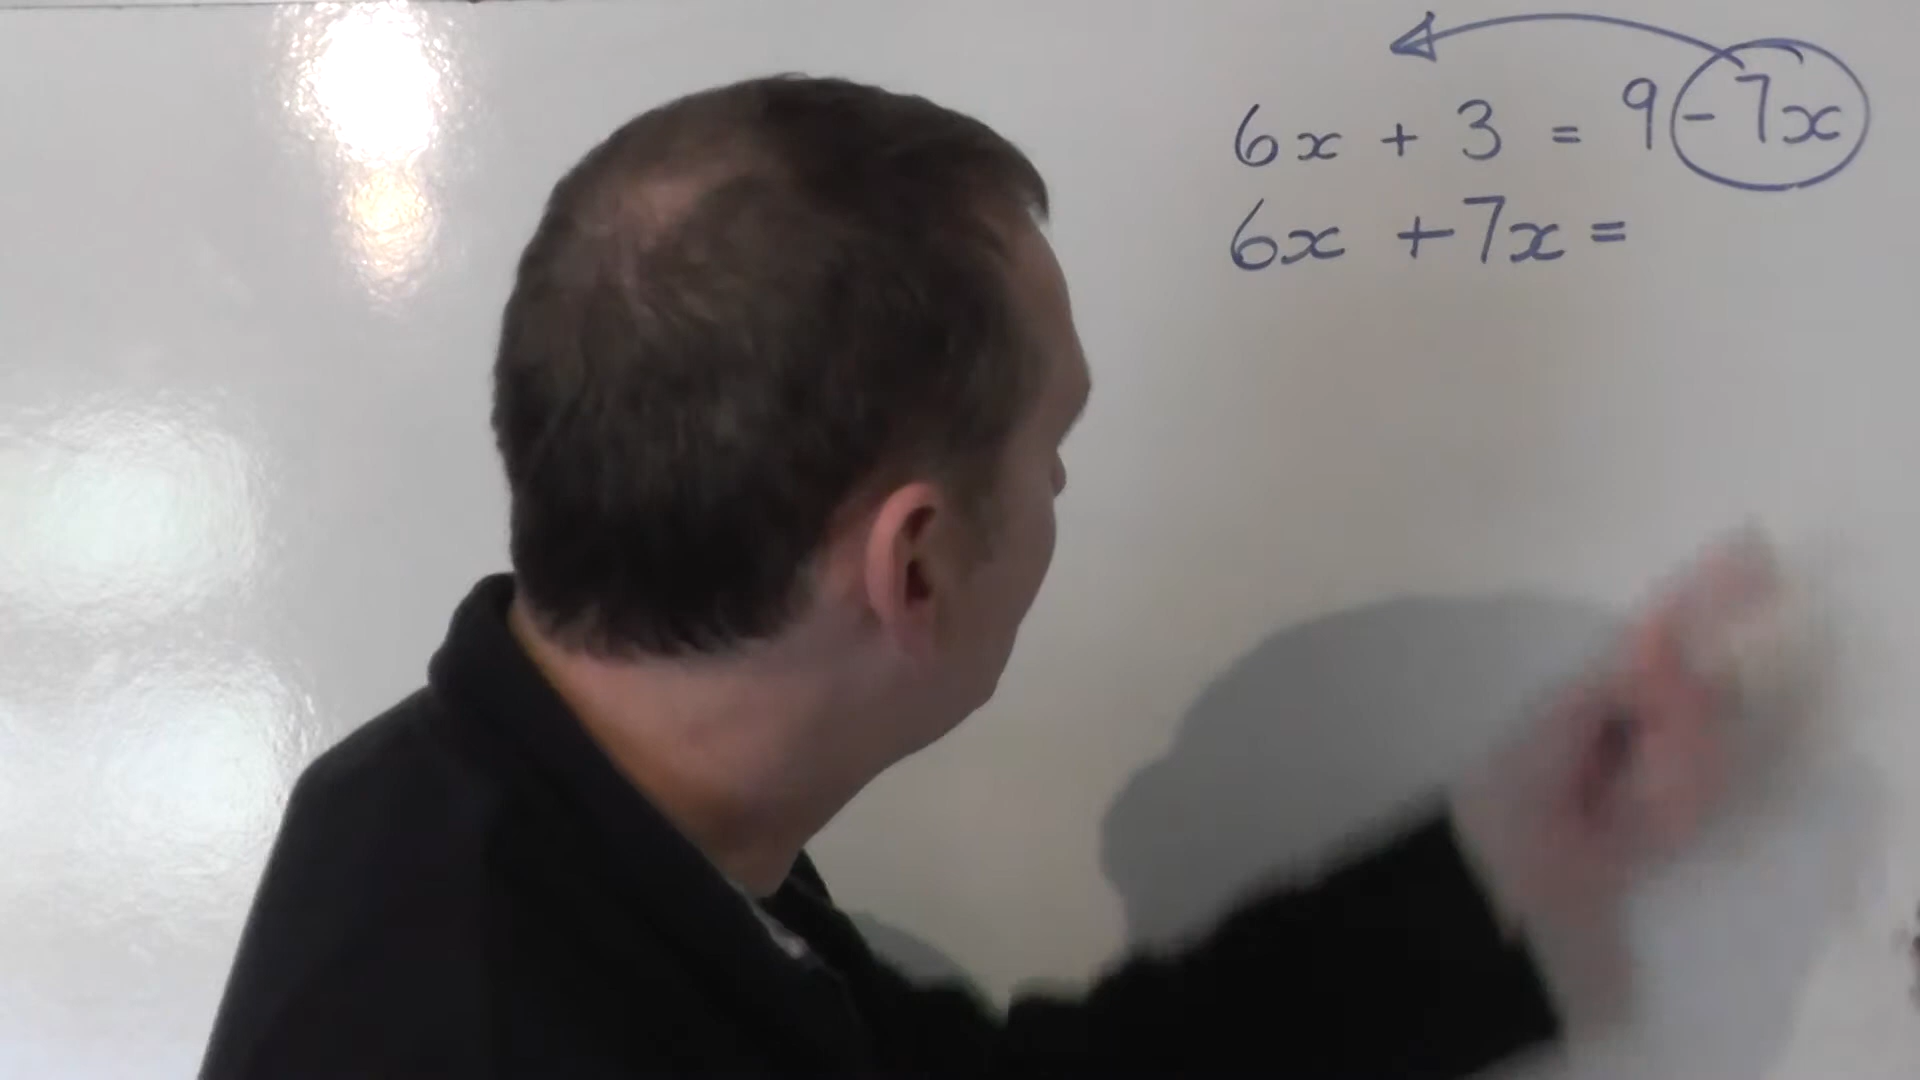 6x + 3 = 9 - 7x
6x + 7x =